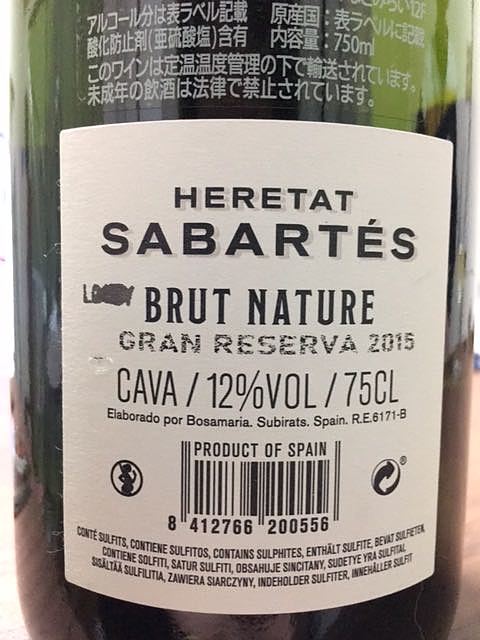 アルコール分は表ラベル記載 原産国：表ラベルに記載
酸化防止剤(亜硫酸塩)含有 内容量：750ml
このワインは定温温度管理の下で輸送されています。
未成年の飲酒は法律で禁止されています。
HERETAT
SABARTÉS
BRUT NATURE
GRAN RESERVA 2015
CAVA / 12%VOL / 75CL
Elaborado por Bosamaria. Subirats. Spain. R.E.6171-B
PRODUCT OF SPAIN
8 412766 200556
CONTÉ SULFITS, CONTIENE SULFITOS, CONTAINS SULPHITES, ENTHÄLT SULFITE, BEVAT SULFIETEN,
CONTIENE SOLFITI, SATUR SULFITI, OBSAHUJE SINCITANY, SUDETYE YRA SULFITAI,
SISÄLTÄÄ SULFIITIA, ZAWIERA SIARCZYNY, INDEHOLDER SULFITER, INNEHÅLLER SULFIT